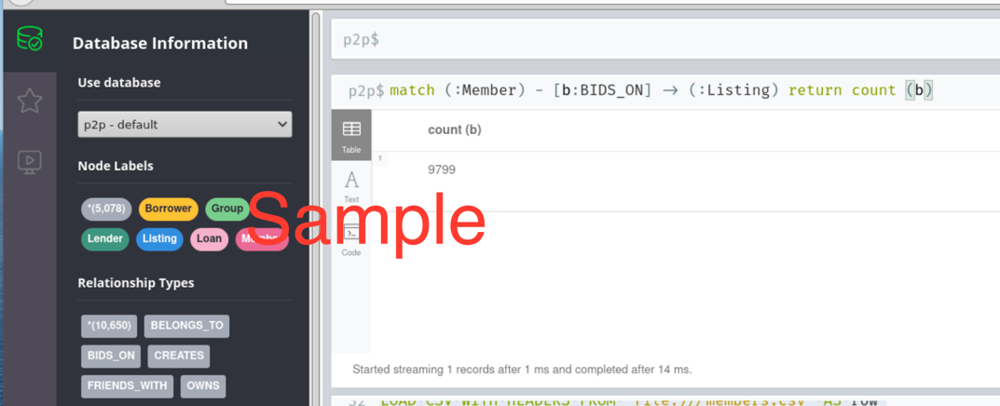 Database Information
Use database
p2p - default
Node Labels
*(5,078) Borrower Group
Lender Listing Loan Member
Relationship Types
*(10,650) BELONGS_TO
BIDS_ON CREATES
FRIENDS_WITH OWNS
p2p$
p2p$ match (:Member) - [b:BIDS_ON] → (:Listing) return count (b)
Table
Text
Code
count (b)
1
9799
Started streaming 1 records after 1 ms and completed after 14 ms.
32 LOAD CSV WITH HEADERS FROM 'file:///members.csv' AS row
Sample